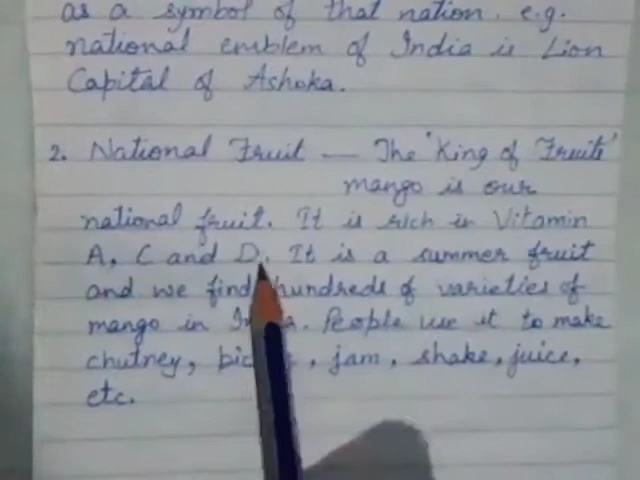 as a symbol of that nation. e.g.
national emblem of India is Lion
Capital of Ashoka.
2. National Fruit — The 'King of Fruits'
mango is our
national fruit. It is rich in Vitamin
A, C and D. It is a summer fruit
and we find hundreds of varieties of
mango in . People use it to make
chutney, , jam, shake, juice,
etc.